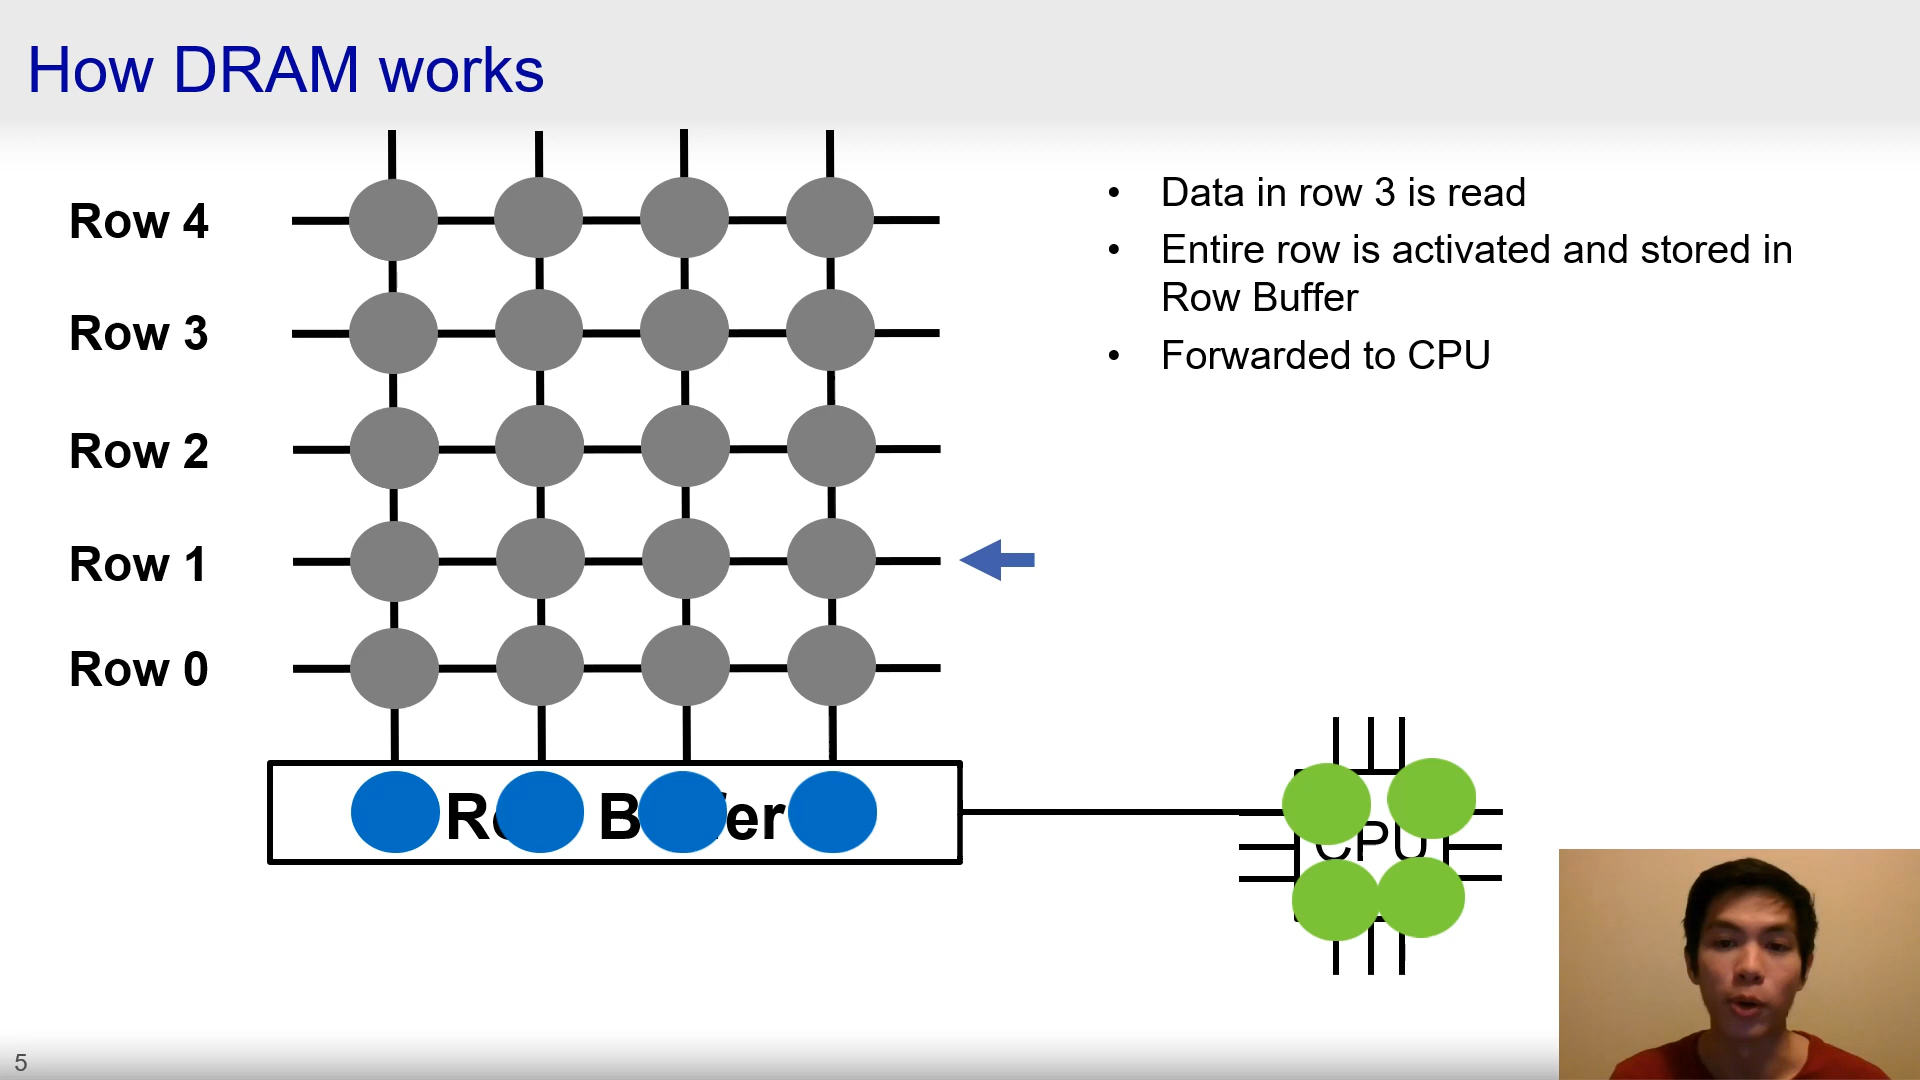 How DRAM works
Row 4
Row 3
Row 2
Row 1
Row 0
• Data in row 3 is read
• Entire row is activated and stored in
Row Buffer
• Forwarded to CPU
CPU
5